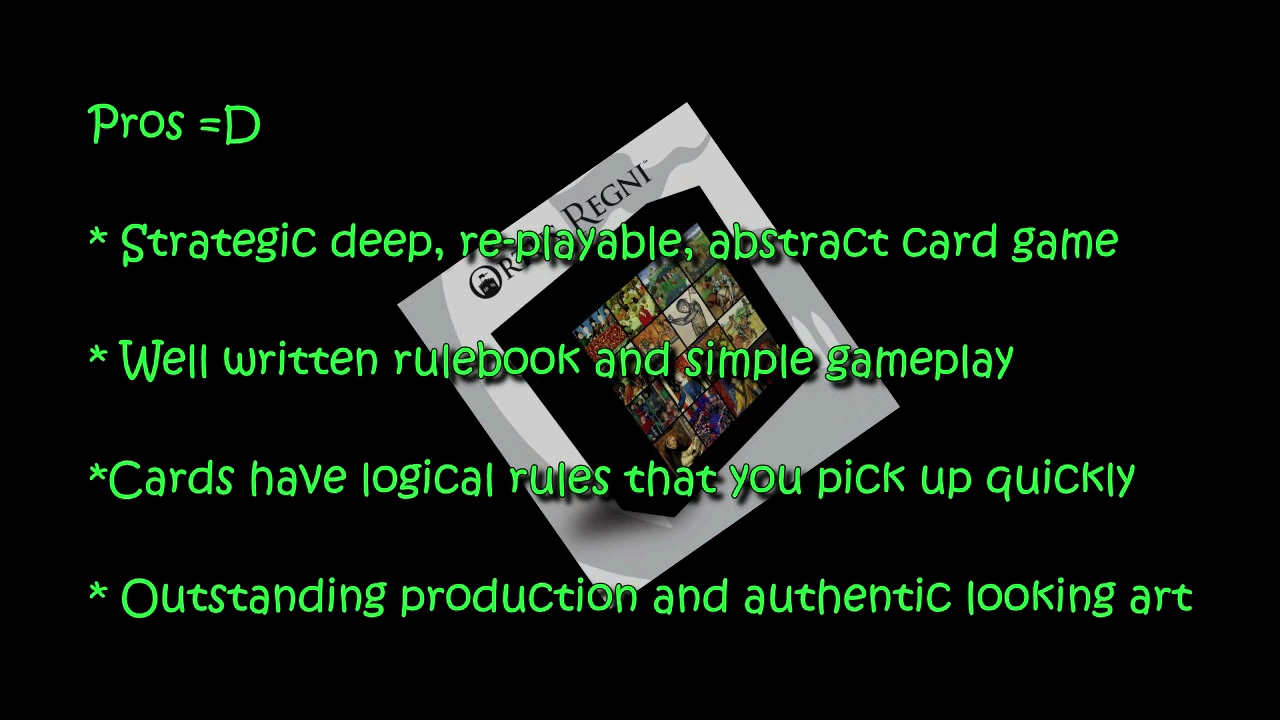 Pros =D
* Strategic deep, re-playable, abstract card game
* Well written rulebook and simple gameplay
*Cards have logical rules that you pick up quickly
* Outstanding production and authentic looking art
REGNI